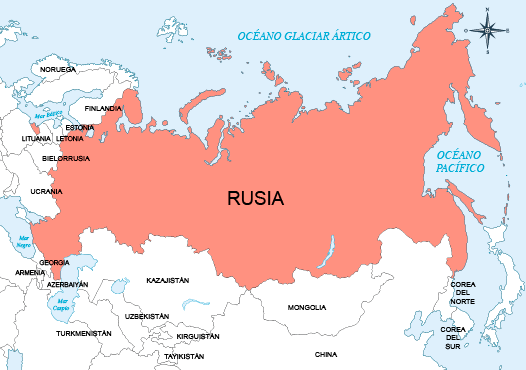 OCÉANO GLACIAR ÁRTICO
NORUEGA
FINLANDIA
Mar Báltico
ESTONIA
LITUANIA
LETONIA
BIELORRUSIA
OCÉANO
PACÍFICO
UCRANIA
RUSIA
Mar
Negro
GEORGIA
ARMENIA
AZERBAIYÁN
KAZAJISTÁN
COREA
DEL
NORTE
Mar
Caspio
MONGOLIA
UZBEKISTÁN
TURKMENISTÁN
KIRGUISTÁN
COREA
DEL
SUR
TAYIKISTÁN
CHINA